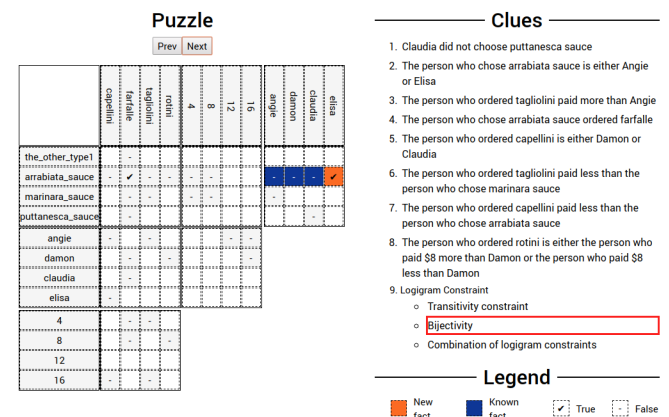 Puzzle
Prev Next
capellini farfalle tagliolini rotini 4 8 12 16 angie damon claudia elisa
the_other_type1 -
arrabiata_sauce - ✔ - - - - - - - ✔
marinara_sauce - - - - - -
puttanesca_sauce - -
angie - - - -
damon - -
claudia -
elisa -
4 - -
8 - -
12
16 - -
Clues
1. Claudia did not choose puttanesca sauce
2. The person who chose arrabiata sauce is either Angie
or Elisa
3. The person who ordered tagliolini paid more than Angie
4. The person who chose arrabiata sauce ordered farfalle
5. The person who ordered capellini is either Damon or
Claudia
6. The person who ordered tagliolini paid less than the
person who chose marinara sauce
7. The person who ordered capellini paid less than the
person who chose arrabiata sauce
8. The person who ordered rotini is either the person who
paid $8 more than Damon or the person who paid $8
less than Damon
9. Logigram Constraint
Transitivity constraint
Bijectivity
Combination of logigram constraints
Legend
New
fact
Known
fact
✔ True
- False